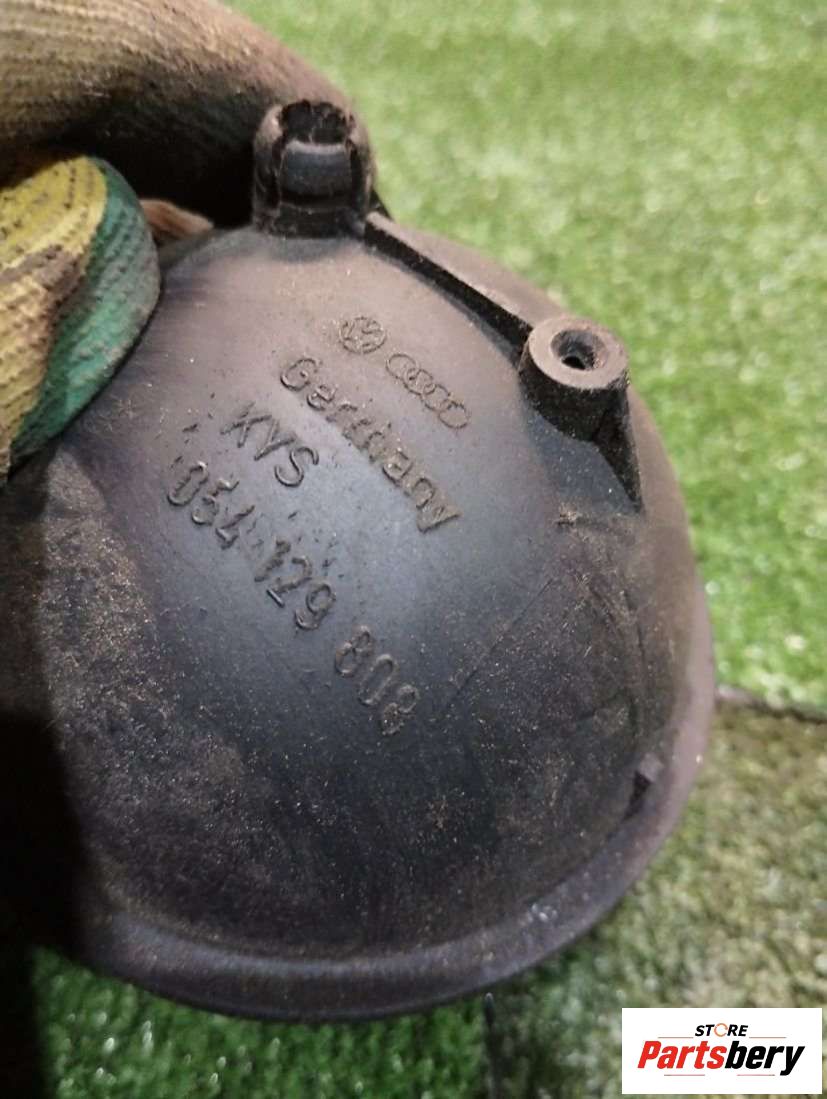 Germany
KVS
054 129 808
STORE
Partsbery